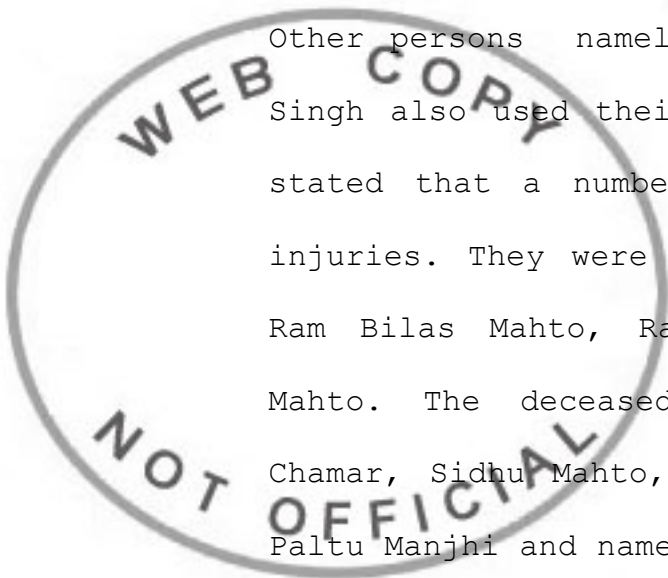 Other persons namel
Singh also used thei
stated that a numbe
injuries. They were
Ram Bilas Mahto, Ra
Mahto. The deceased
Chamar, Sidhu Mahto,
Paltu Manjhi and name
WEB COPY
NOT OFFICIAL